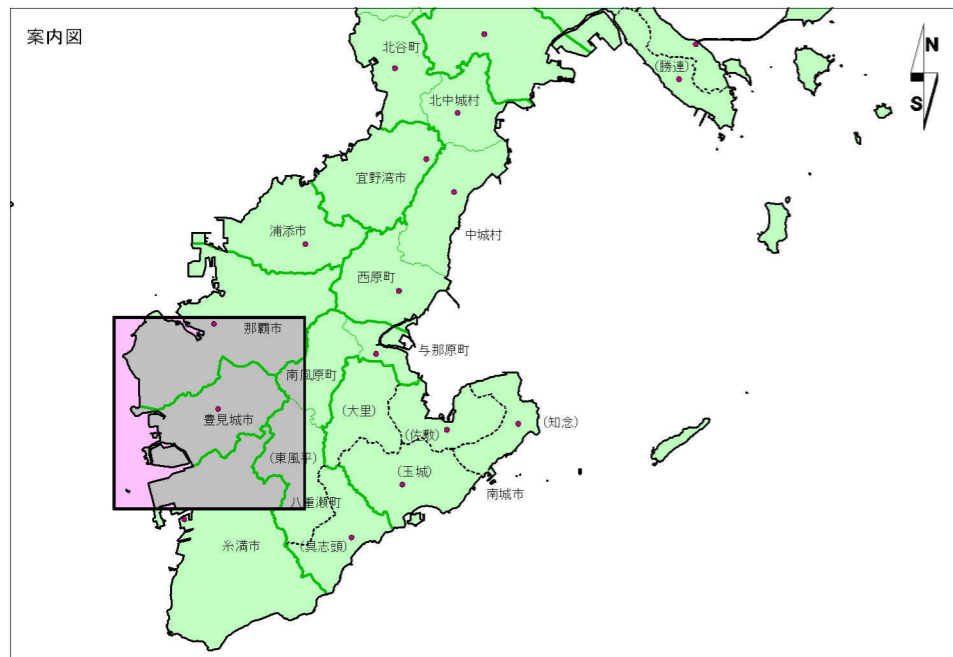 案内図
N
S
北谷町
(勝連)
北中城村
宜野湾市
中城村
浦添市
西原町
那覇市
与那原町
南風原町
(大里)
豊見城市
(知念)
(佐敷)
(東風平)
(玉城)
南城市
八重瀬町
糸満市
(具志頭)